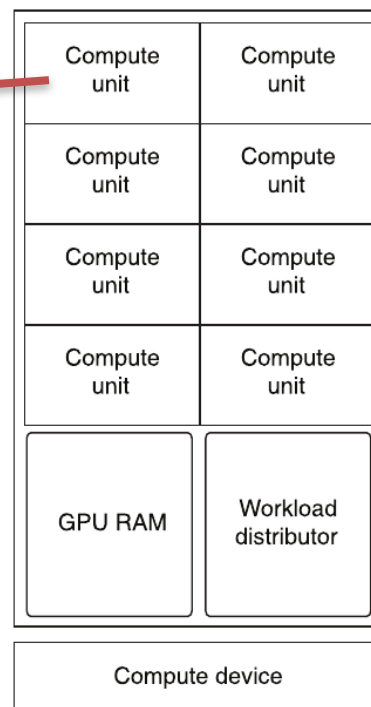 Compute
unit
Compute
unit
Compute
unit
Compute
unit
Compute
unit
Compute
unit
Compute
unit
Compute
unit
GPU RAM
Workload
distributor
Compute device